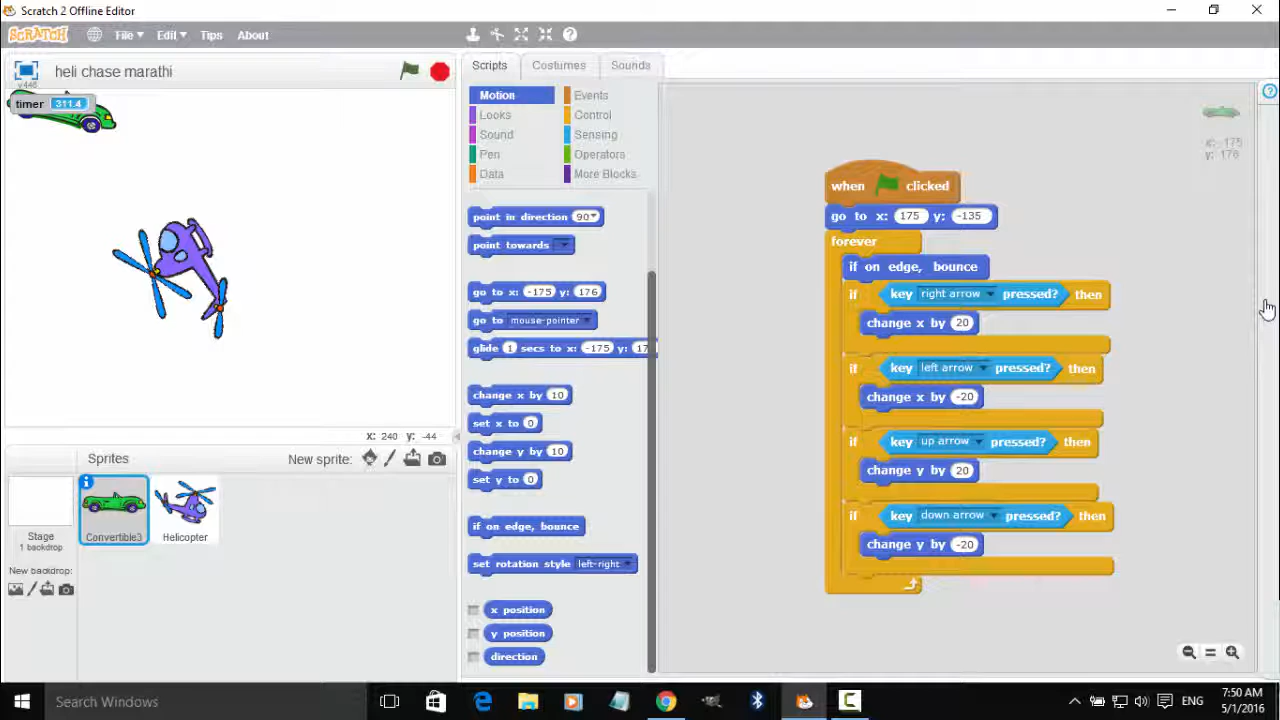 Scratch 2 Offline Editor
SCRATCH File Edit Tips About
heli chase marathi
v446
timer 311.4
x: 240 y: -44
Sprites New sprite:
Stage
1 backdrop
New backdrop:
Convertible3
Helicopter
Scripts Costumes Sounds
Motion Events
Looks Control
Sound Sensing
Pen Operators
Data More Blocks
point in direction 90
point towards
go to x: -175 y: 176
go to mouse-pointer
glide 1 secs to x: -175 y: 17
change x by 10
set x to 0
change y by 10
set y to 0
if on edge, bounce
set rotation style left-right
x position
y position
direction
x: -175
y: 176
when clicked
go to x: 175 y: -135
forever
if on edge, bounce
if key right arrow pressed? then
change x by 20
if key left arrow pressed? then
change x by -20
if key up arrow pressed? then
change y by 20
if key down arrow pressed? then
change y by -20
Search Windows
ENG
7:50 AM
5/1/2016